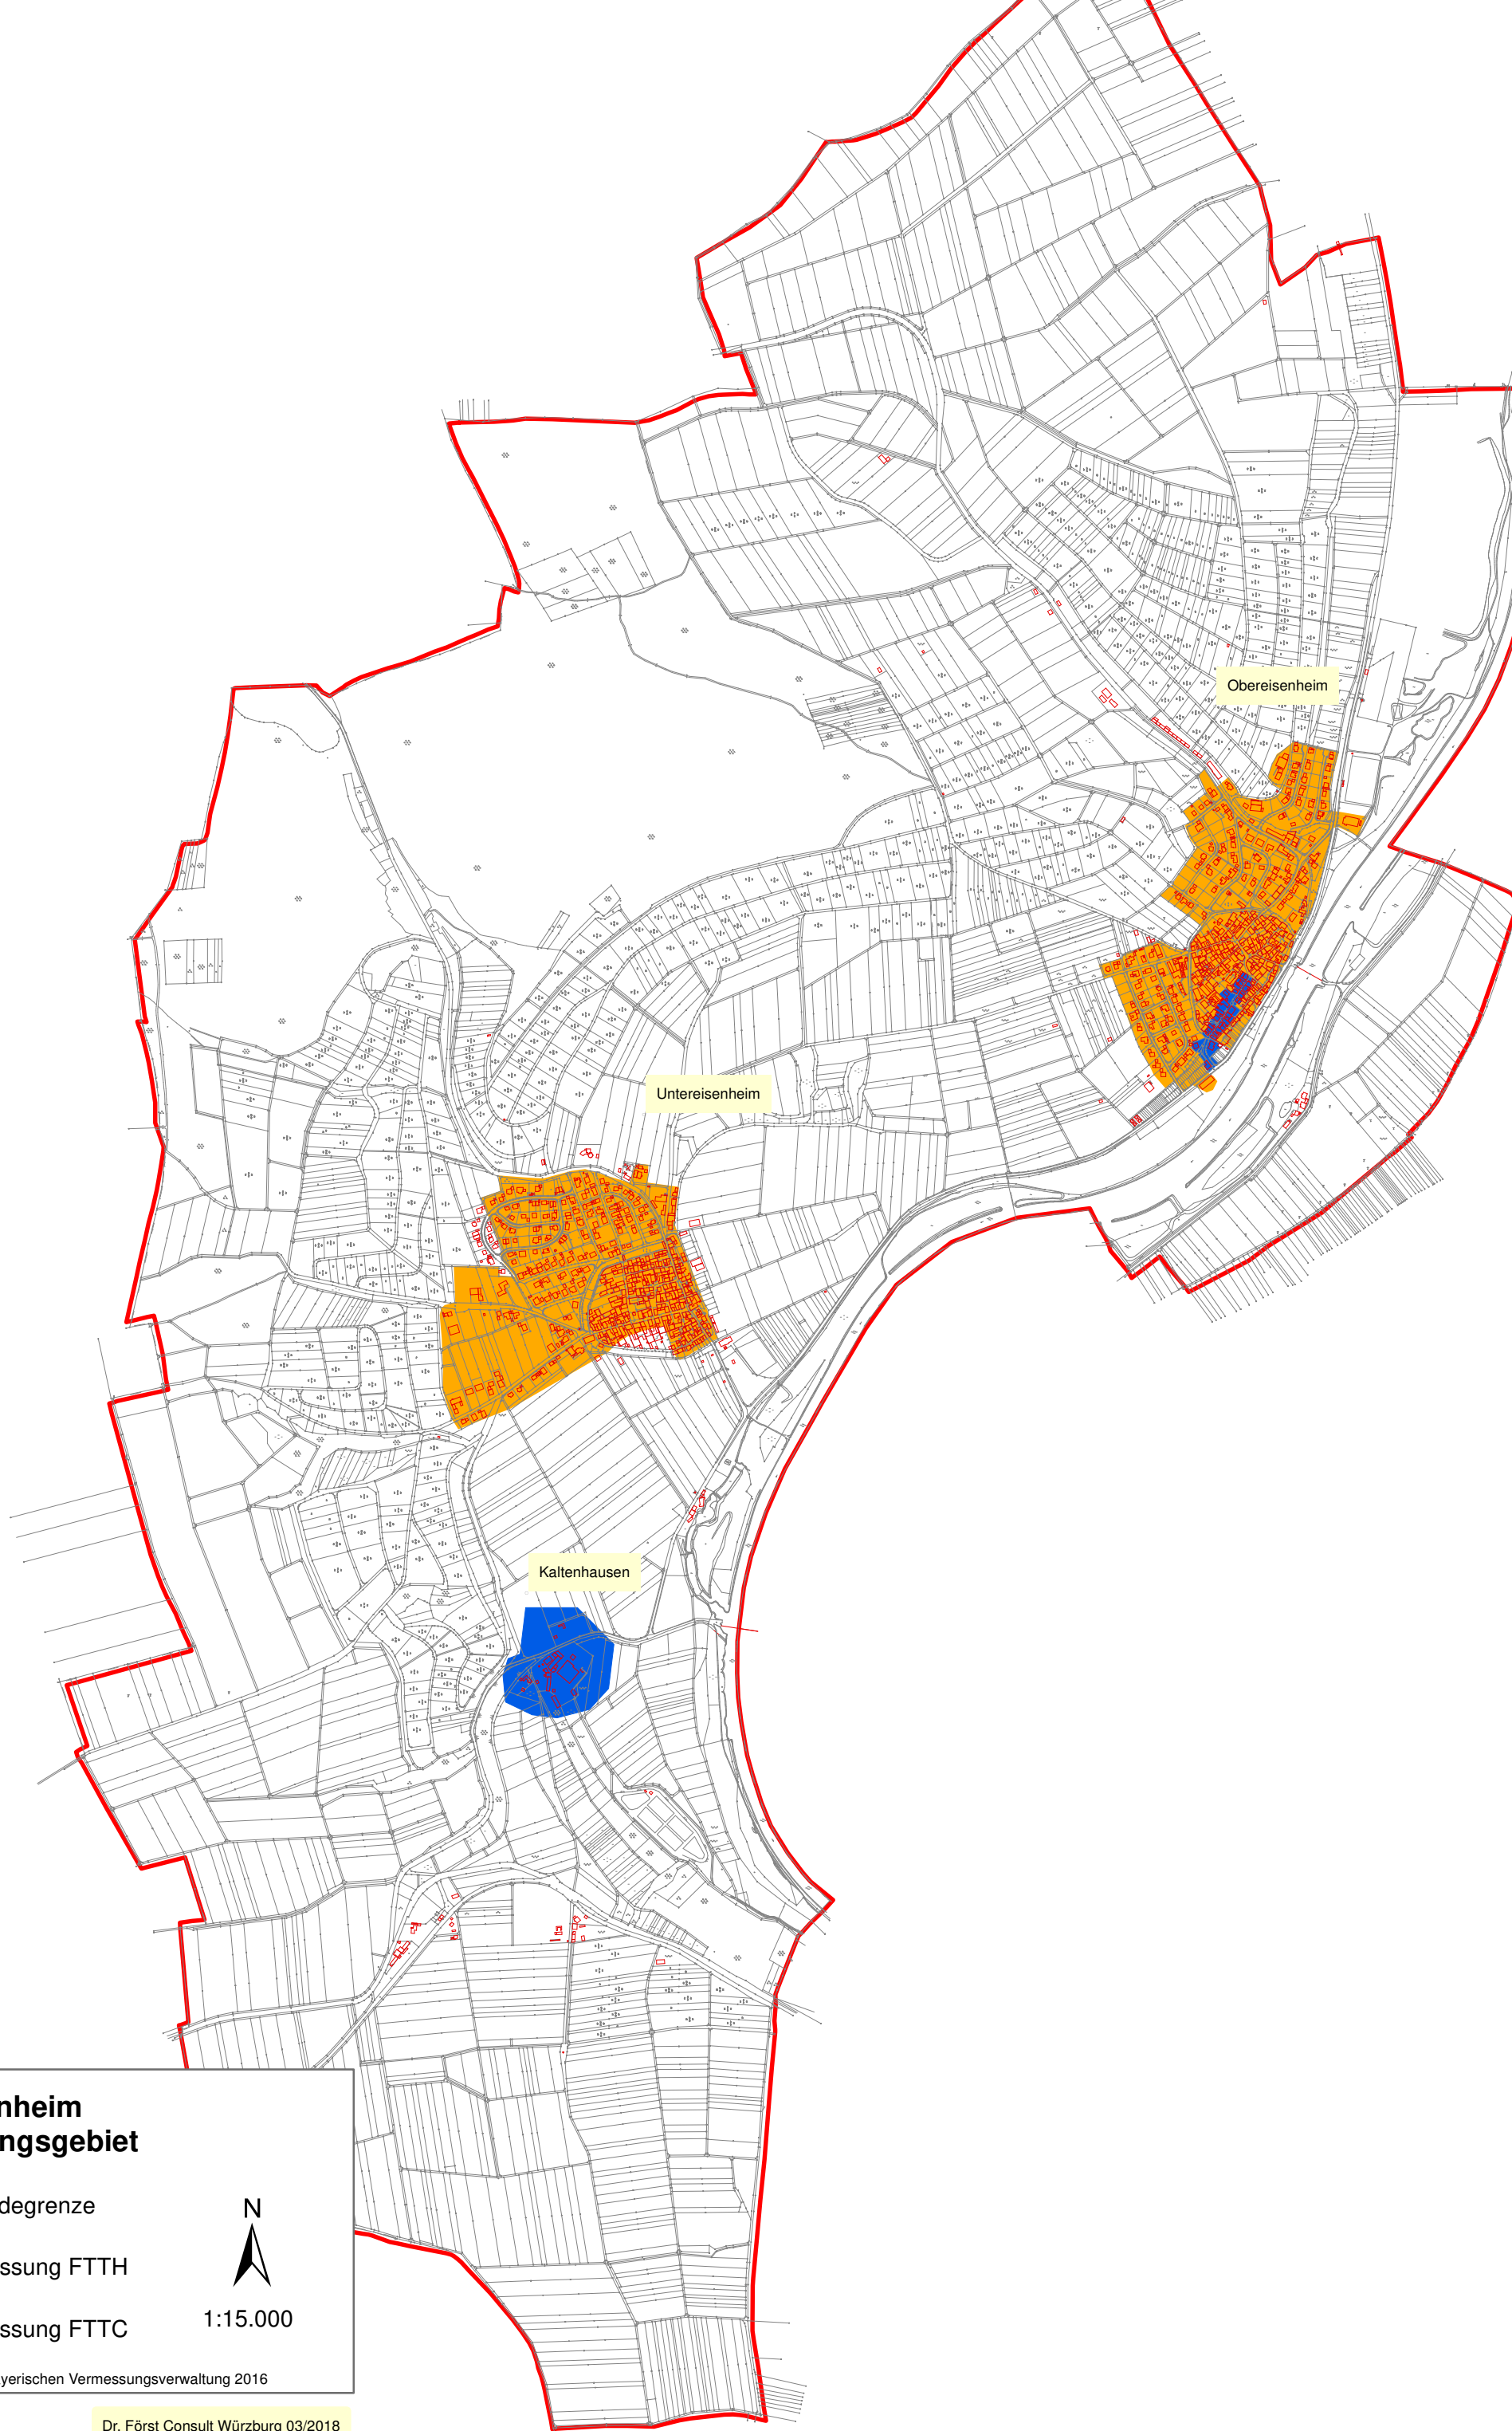 Obereisenheim
Untereisenheim
Kaltenhausen
nheim
ngsgebiet
degrenze
N
ssung FTTH
1:15.000
ssung FTTC
yerischen Vermessungsverwaltung 2016
Dr. Först Consult Würzburg 03/2018